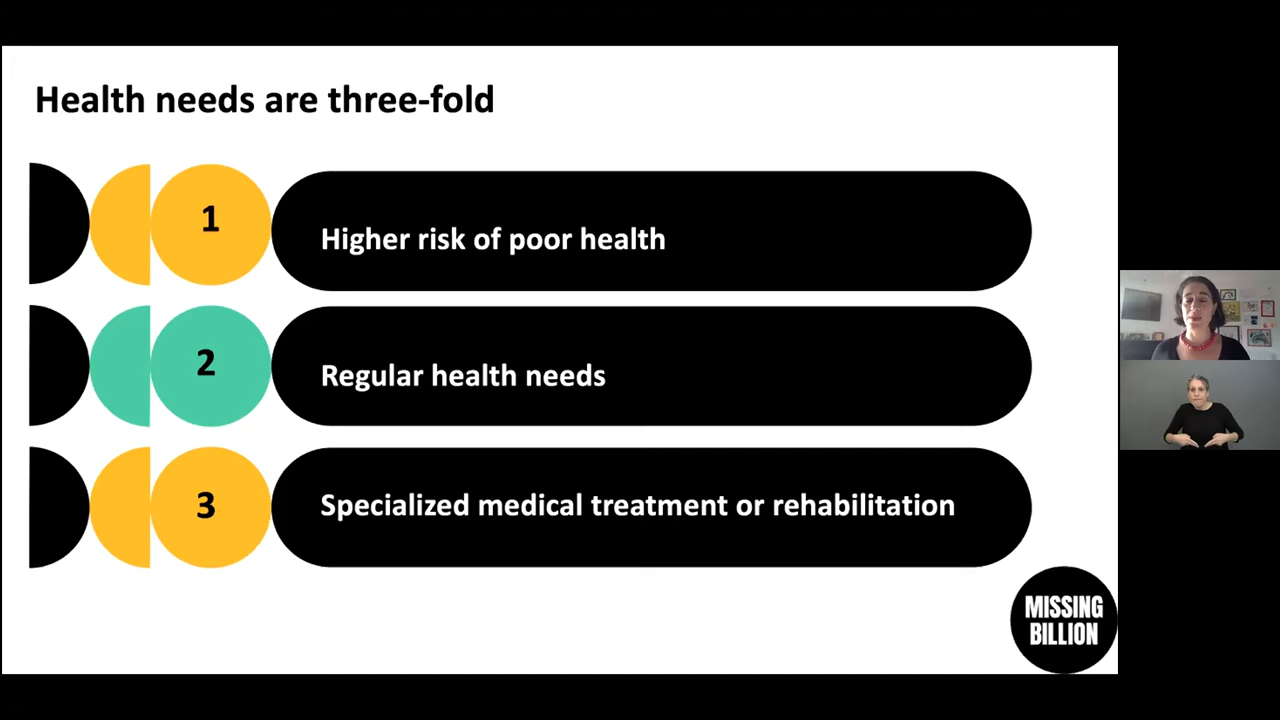 Health needs are three-fold
1
Higher risk of poor health
2
Regular health needs
3
Specialized medical treatment or rehabilitation
MISSING
BILLION